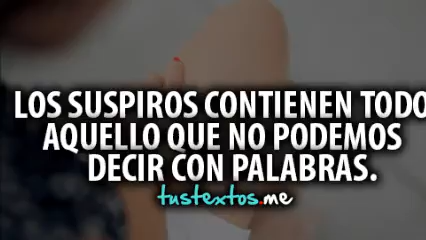 LOS SUSPIROS CONTIENEN TODO
AQUELLO QUE NO PODEMOS
DECIR CON PALABRAS.
tustextos.me